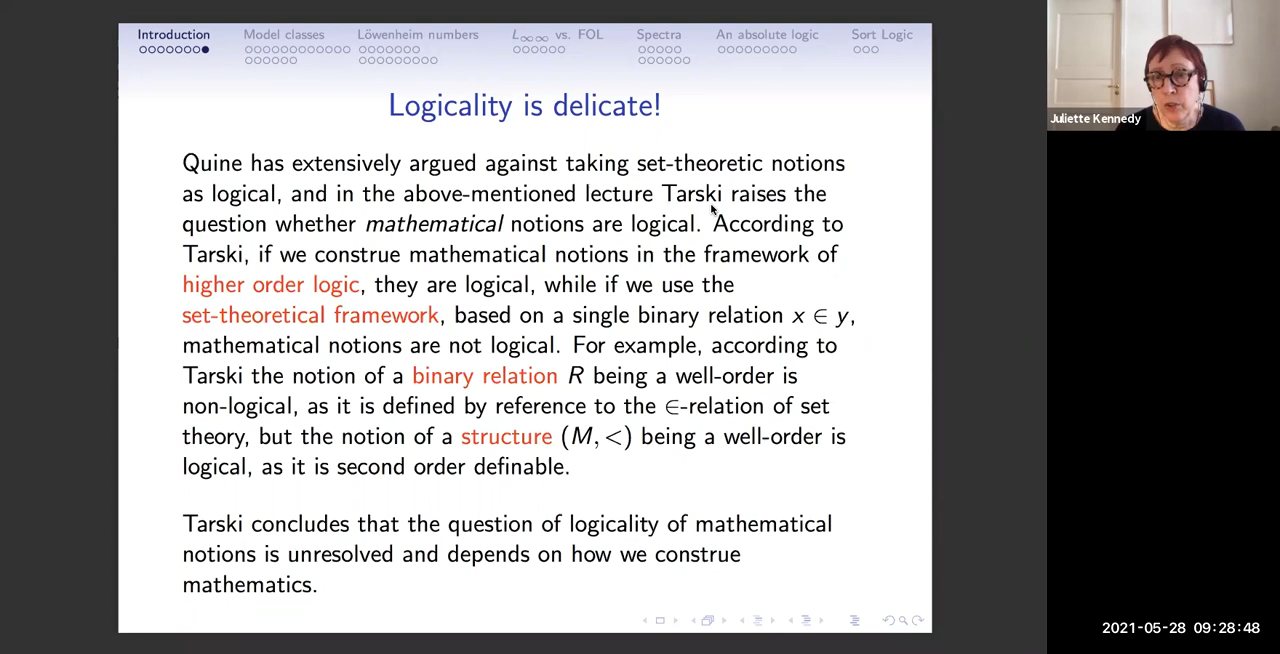 Introduction Model classes Löwenheim numbers L∞∞ vs. FOL Spectra An absolute logic Sort Logic
Logicality is delicate!
Quine has extensively argued against taking set-theoretic notions
as logical, and in the above-mentioned lecture Tarski raises the
question whether mathematical notions are logical. According to
Tarski, if we construe mathematical notions in the framework of
higher order logic, they are logical, while if we use the
set-theoretical framework, based on a single binary relation x ∈ y,
mathematical notions are not logical. For example, according to
Tarski the notion of a binary relation R being a well-order is
non-logical, as it is defined by reference to the ∈-relation of set
theory, but the notion of a structure (M, <) being a well-order is
logical, as it is second order definable.
Tarski concludes that the question of logicality of mathematical
notions is unresolved and depends on how we construe
mathematics.
Juliette Kennedy
2021-05-28 09:28:48